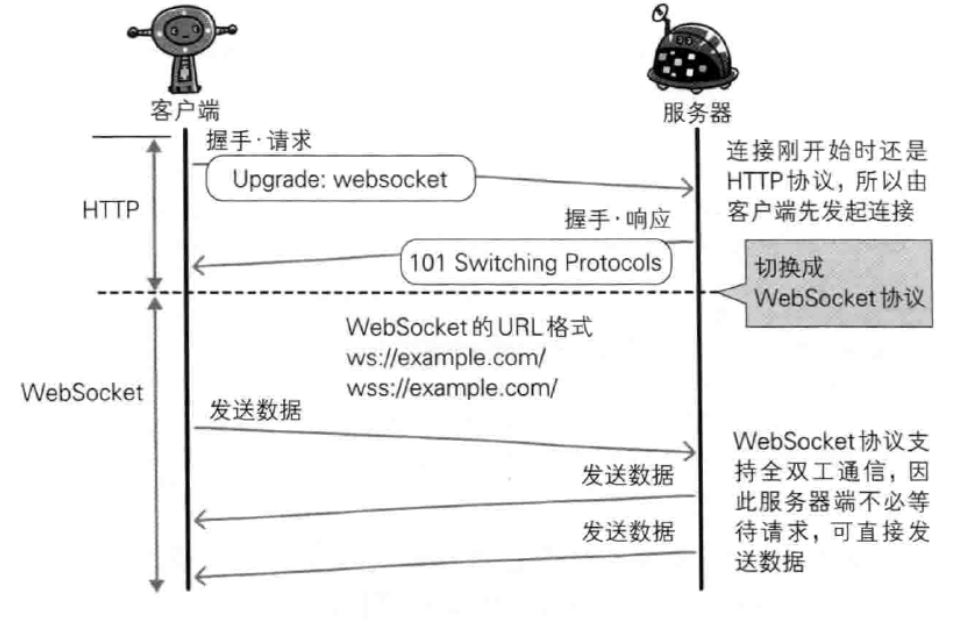 客户端
服务器
握手·请求
Upgrade: websocket
连接刚开始时还是
HTTP协议，所以由
客户端先发起连接
HTTP
握手·响应
101 Switching Protocols
切换成
WebSocket协议
WebSocket的URL格式
ws://example.com/
wss://example.com/
WebSocket
发送数据
发送数据
发送数据
WebSocket协议支
持全双工通信，因
此服务器端不必等
待请求，可直接发
送数据